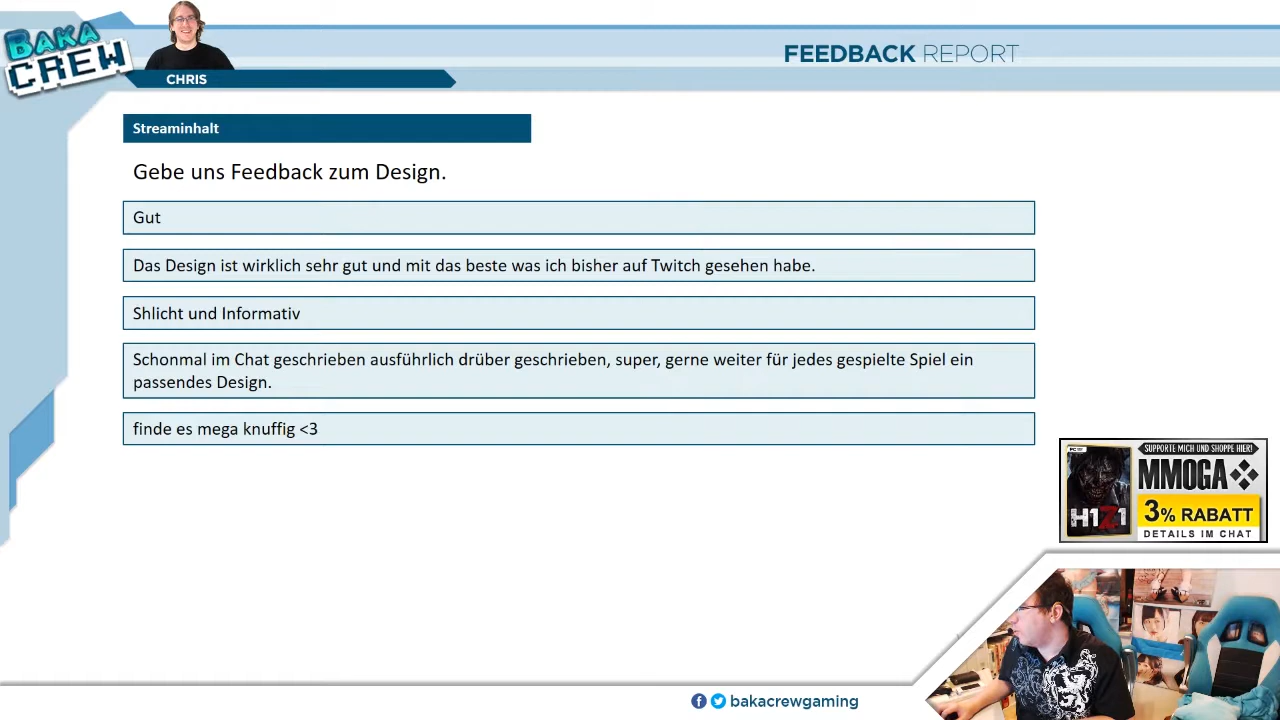 BAKA
CREW
CHRIS
FEEDBACK REPORT
Streaminhalt
Gebe uns Feedback zum Design.
Gut
Das Design ist wirklich sehr gut und mit das beste was ich bisher auf Twitch gesehen habe.
Shlicht und Informativ
Schonmal im Chat geschrieben ausführlich drüber geschrieben, super, gerne weiter für jedes gespielte Spiel ein
passendes Design.
finde es mega knuffig <3
SUPPORTE MICH UND SHOPPE HIER!
PC
MMOGA
H1Z1
3% RABATT
DETAILS IM CHAT
bakacrewgaming